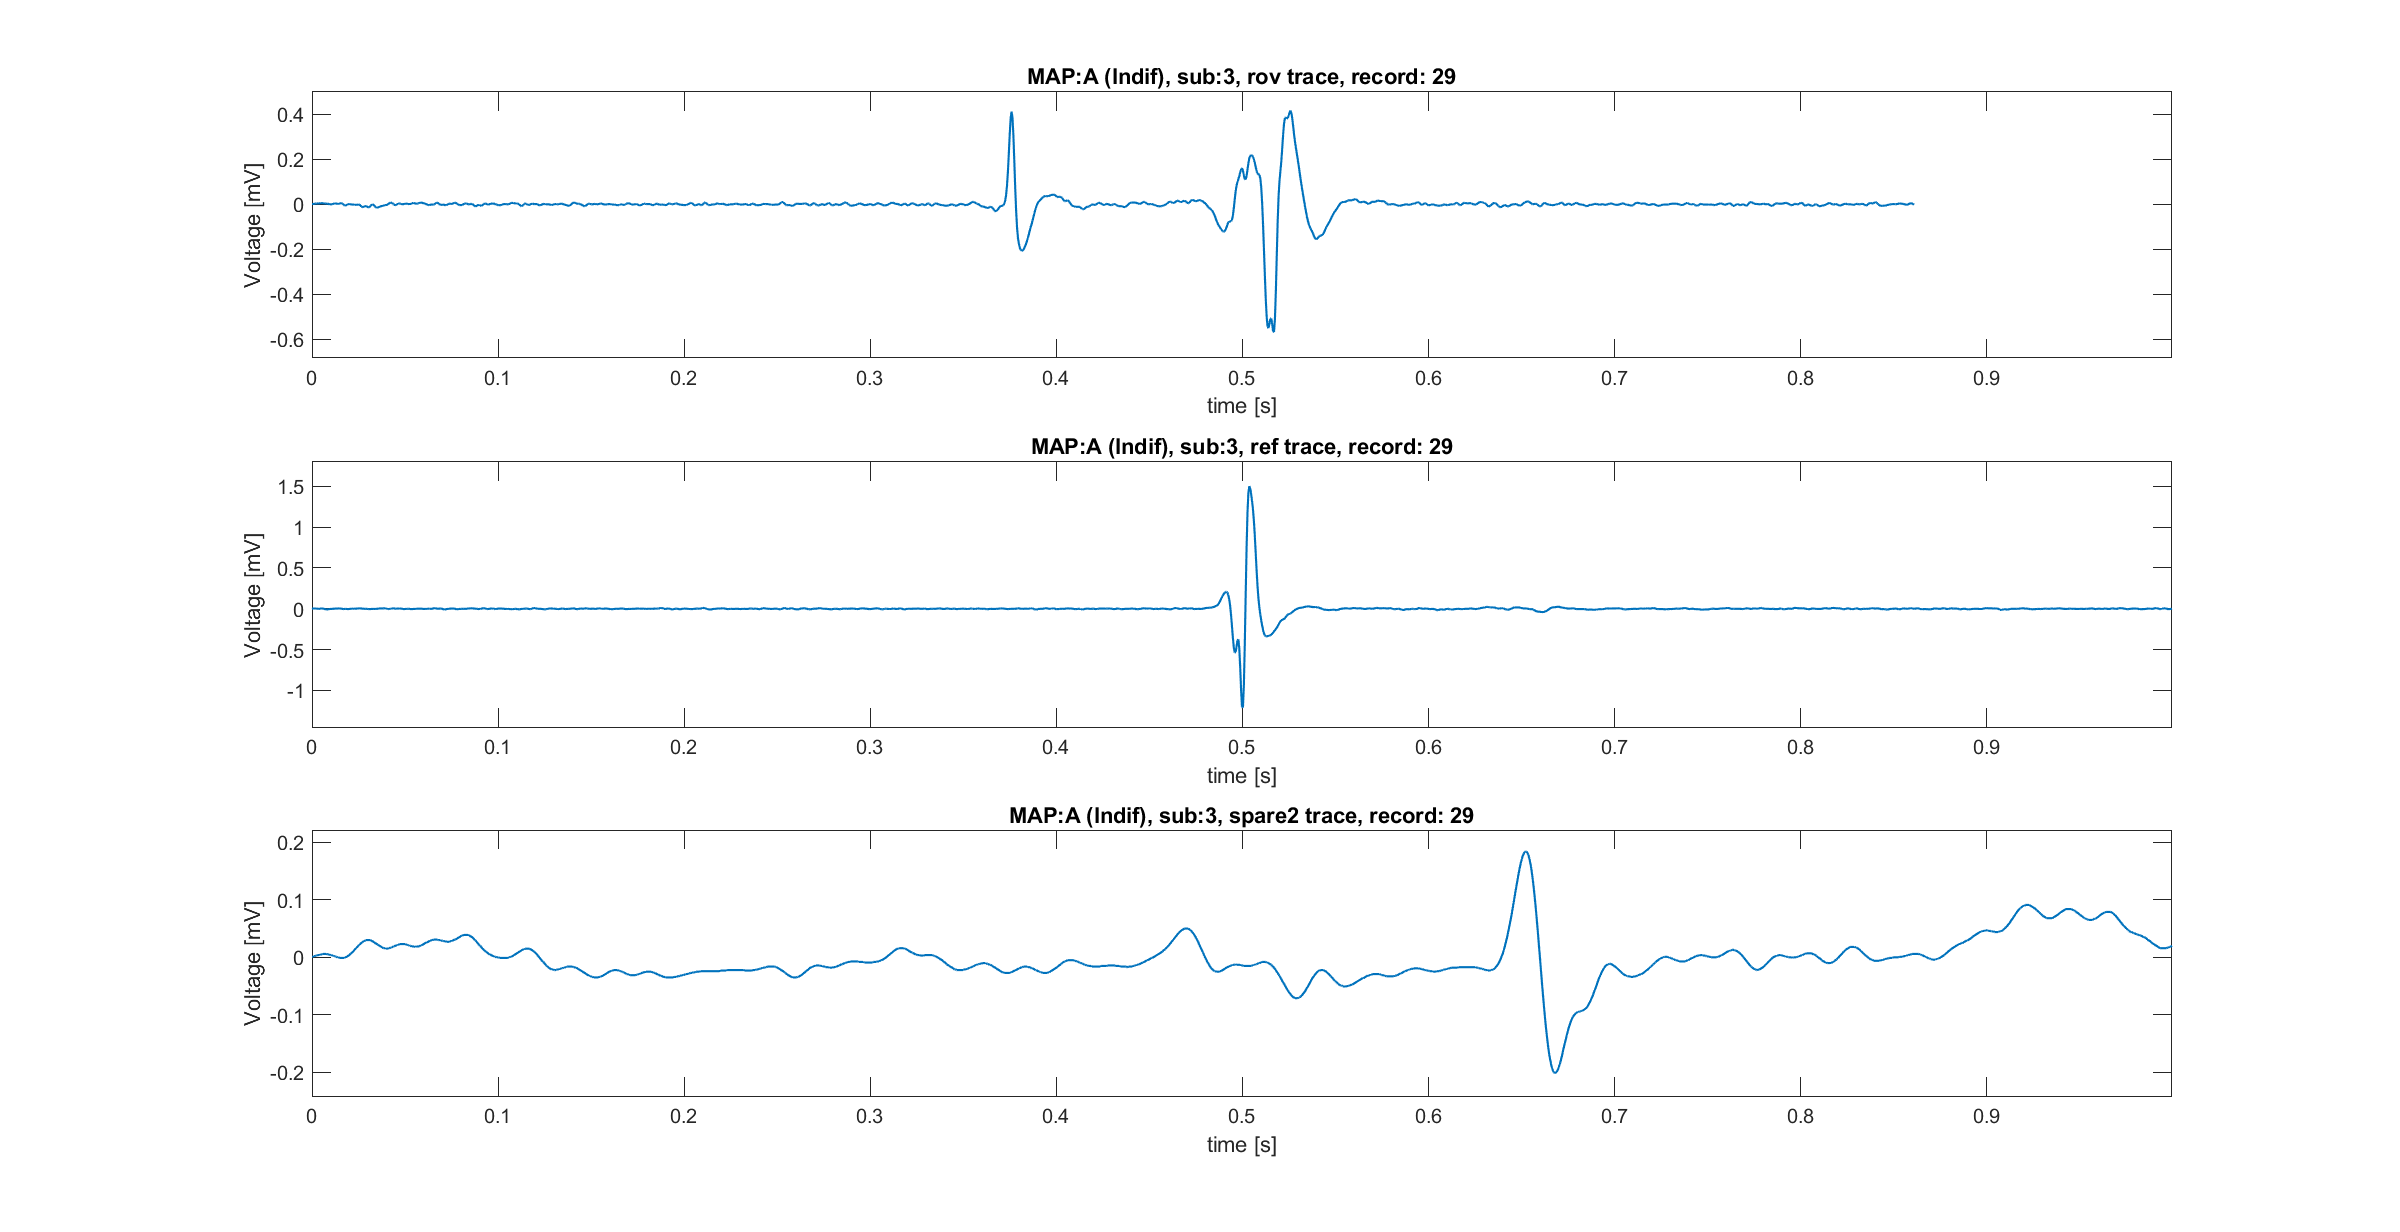 MAP:A (Indif), sub:3, rov trace, record: 29
Voltage [mV]
0.4
0.2
0
-0.2
-0.4
-0.6
0 0.1 0.2 0.3 0.4 0.5 0.6 0.7 0.8 0.9
time [s]
MAP:A (Indif), sub:3, ref trace, record: 29
Voltage [mV]
1.5
1
0.5
0
-0.5
-1
0 0.1 0.2 0.3 0.4 0.5 0.6 0.7 0.8 0.9
time [s]
MAP:A (Indif), sub:3, spare2 trace, record: 29
Voltage [mV]
0.2
0.1
0
-0.1
-0.2
0 0.1 0.2 0.3 0.4 0.5 0.6 0.7 0.8 0.9
time [s]